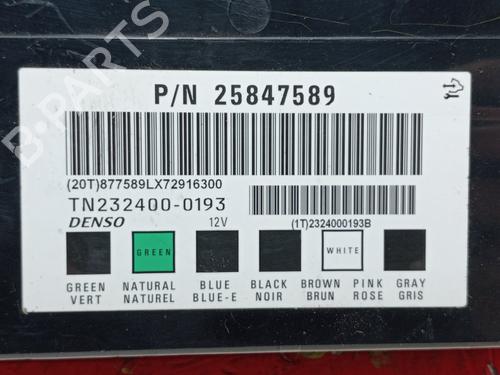 P/N 25847589
(20T)877589LX72916300
TN232400-0193
DENSO 12V
(1T)2324000193B
GREEN WHITE
GREEN NATURAL BLUE BLACK BROWN PINK GRAY
VERT NATUREL BLUE-E NOIR BRUN ROSE GRIS
B-PARTS